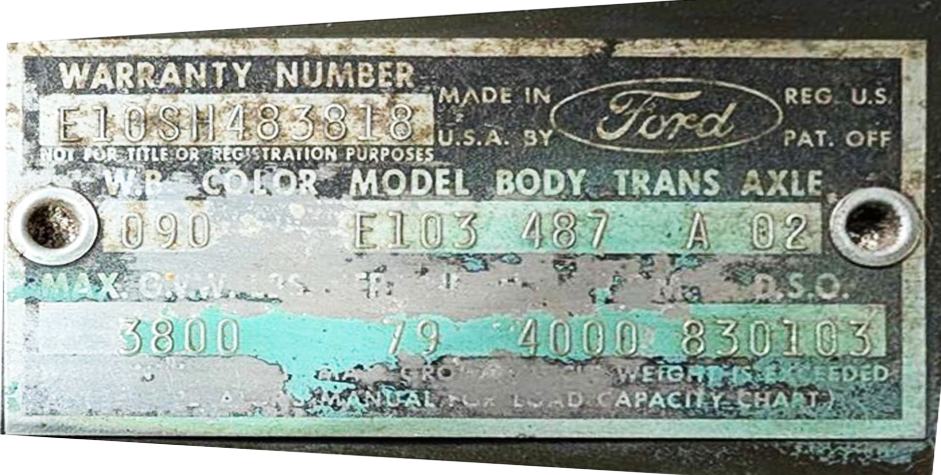 WARRANTY NUMBER
E10SH483818
NOT FOR TITLE OR REGISTRATION PURPOSES
MADE IN
U.S.A. BY
Ford
REG. U.S.
PAT. OFF
W.B. COLOR MODEL BODY TRANS AXLE
090 E103 487 A 02
MAX. G.V.W. LBS. D.S.O.
3800 79 4000 830103
WEIGHT IS EXCEEDED
MANUAL FOR LOAD CAPACITY CHART)